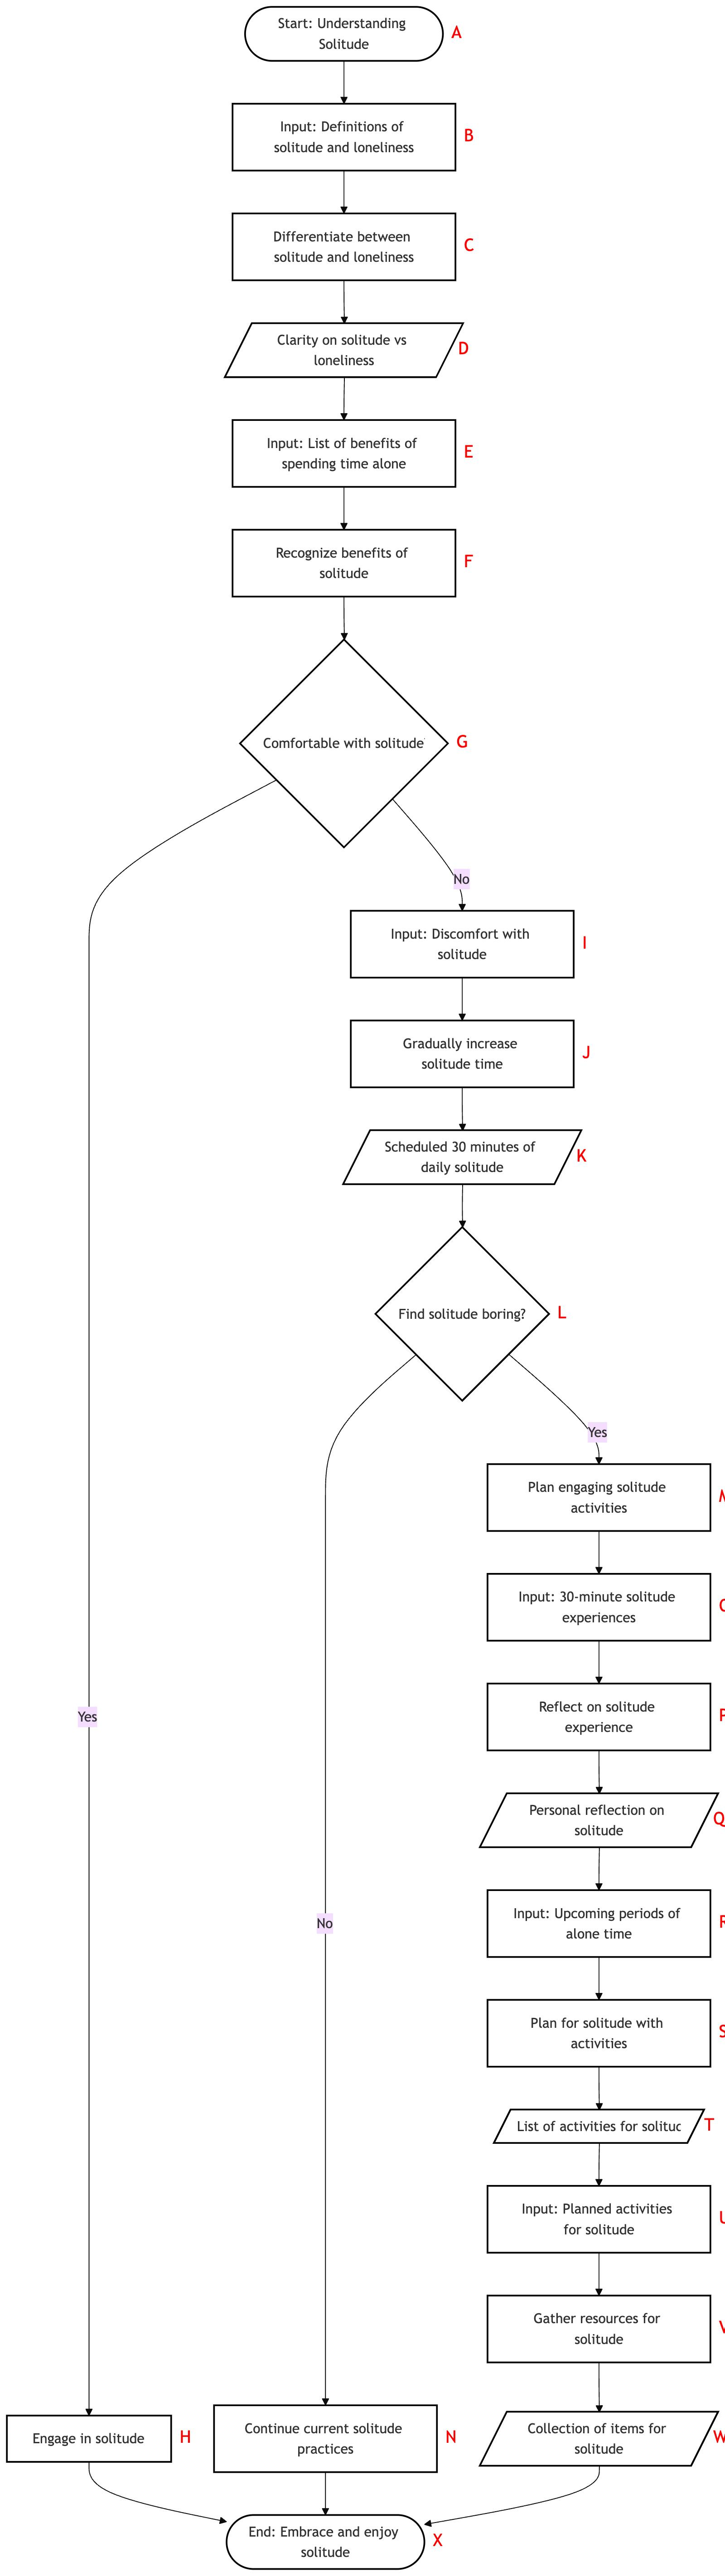 Start: Understanding
Solitude
A
Input: Definitions of
solitude and loneliness
B
Differentiate between
solitude and loneliness
C
Clarity on solitude vs
loneliness
D
Input: List of benefits of
spending time alone
E
Recognize benefits of
solitude
F
Comfortable with solitude
G
No
Input: Discomfort with
solitude
I
Gradually increase
solitude time
J
Scheduled 30 minutes of
daily solitude
K
Find solitude boring?
L
Yes
Plan engaging solitude
activities
M
Input: 30-minute solitude
experiences
Reflect on solitude
experience
P
Yes
Personal reflection on
solitude
Q
Input: Upcoming periods of
alone time
R
No
Plan for solitude with
activities
S
List of activities for
T
Input: Planned activities
for solitude
U
Gather resources for
solitude
V
Engage in solitude
H
Continue current solitude
practices
N
Collection of items for
solitude
W
End: Embrace and enjoy
solitude
X